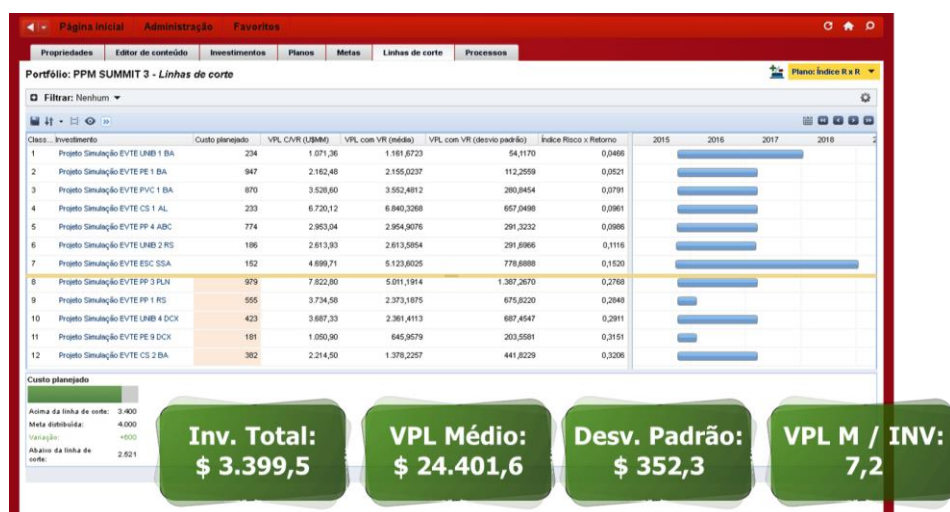 Página Inicial Administração Favoritos
Propriedades Editor de conteúdo Investimentos Planos Metas Linhas de corte Processos
Portfólio: PPM SUMMIT 3 - Linhas de corte Plano: Índice R x R
Filtrar: Nenhum
Class... Investimento Custo planejado VPL C/VR (U$MM) VPL com VR (média) VPL com VR (desvio padrão) Índice Risco x Retorno 2015 2016 2017 2018 2
1 Projeto Simulação EVTE UNIB 1 BA 234 1.071,36 1.161,6723 54,1170 0,0466
2 Projeto Simulação EVTE PE 1 BA 947 2.162,48 2.155,0237 112,2559 0,0521
3 Projeto Simulação EVTE PVC 1 BA 870 3.528,60 3.552,4812 280,8454 0,0791
4 Projeto Simulação EVTE CS 1 AL 233 6.720,12 6.840,3268 657,0498 0,0961
5 Projeto Simulação EVTE PP 4 ABC 774 2.953,04 2.954,9076 291,3232 0,0986
6 Projeto Simulação EVTE UNIB 2 RS 186 2.613,93 2.613,5854 291,6966 0,1116
7 Projeto Simulação EVTE ESC SSA 152 4.699,71 5.123,6025 778,6888 0,1520
8 Projeto Simulação EVTE PP 3 PLN 979 7.822,80 5.011,1914 1.387,2670 0,2768
9 Projeto Simulação EVTE PP 1 RS 555 3.734,58 2.373,1875 675,8220 0,2848
10 Projeto Simulação EVTE UNIB 4 DCX 423 3.687,33 2.361,4113 687,4547 0,2911
11 Projeto Simulação EVTE PE 9 DCX 181 1.050,90 645,9579 203,5581 0,3151
12 Projeto Simulação EVTE CS 2 BA 382 2.214,50 1.378,2257 441,8229 0,3206
Custo planejado
Acima da linha de corte: 3.400
Meta distribuída: 4.000
Variação: +600
Abaixo da linha de
corte: 2.521
Inv. Total:
$ 3.399,5
VPL Médio:
$ 24.401,6
Desv. Padrão:
$ 352,3
VPL M / INV:
7,2